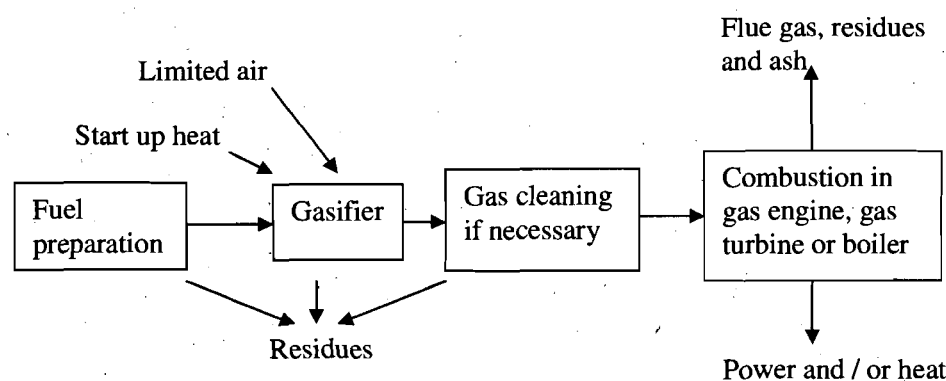 Flue gas, residues
and ash
Limited air
Start up heat
Fuel
preparation
Gasifier
Gas cleaning
if necessary
Combustion in
gas engine, gas
turbine or boiler
Residues
Power and / or heat